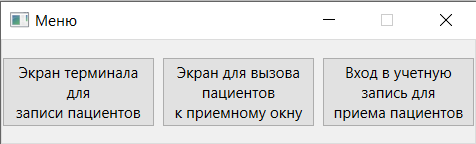 Меню
Экран терминала
для
записи пациентов
Экран для вызова
пациентов
к приемному окну
Вход в учетную
запись для
приема пациентов